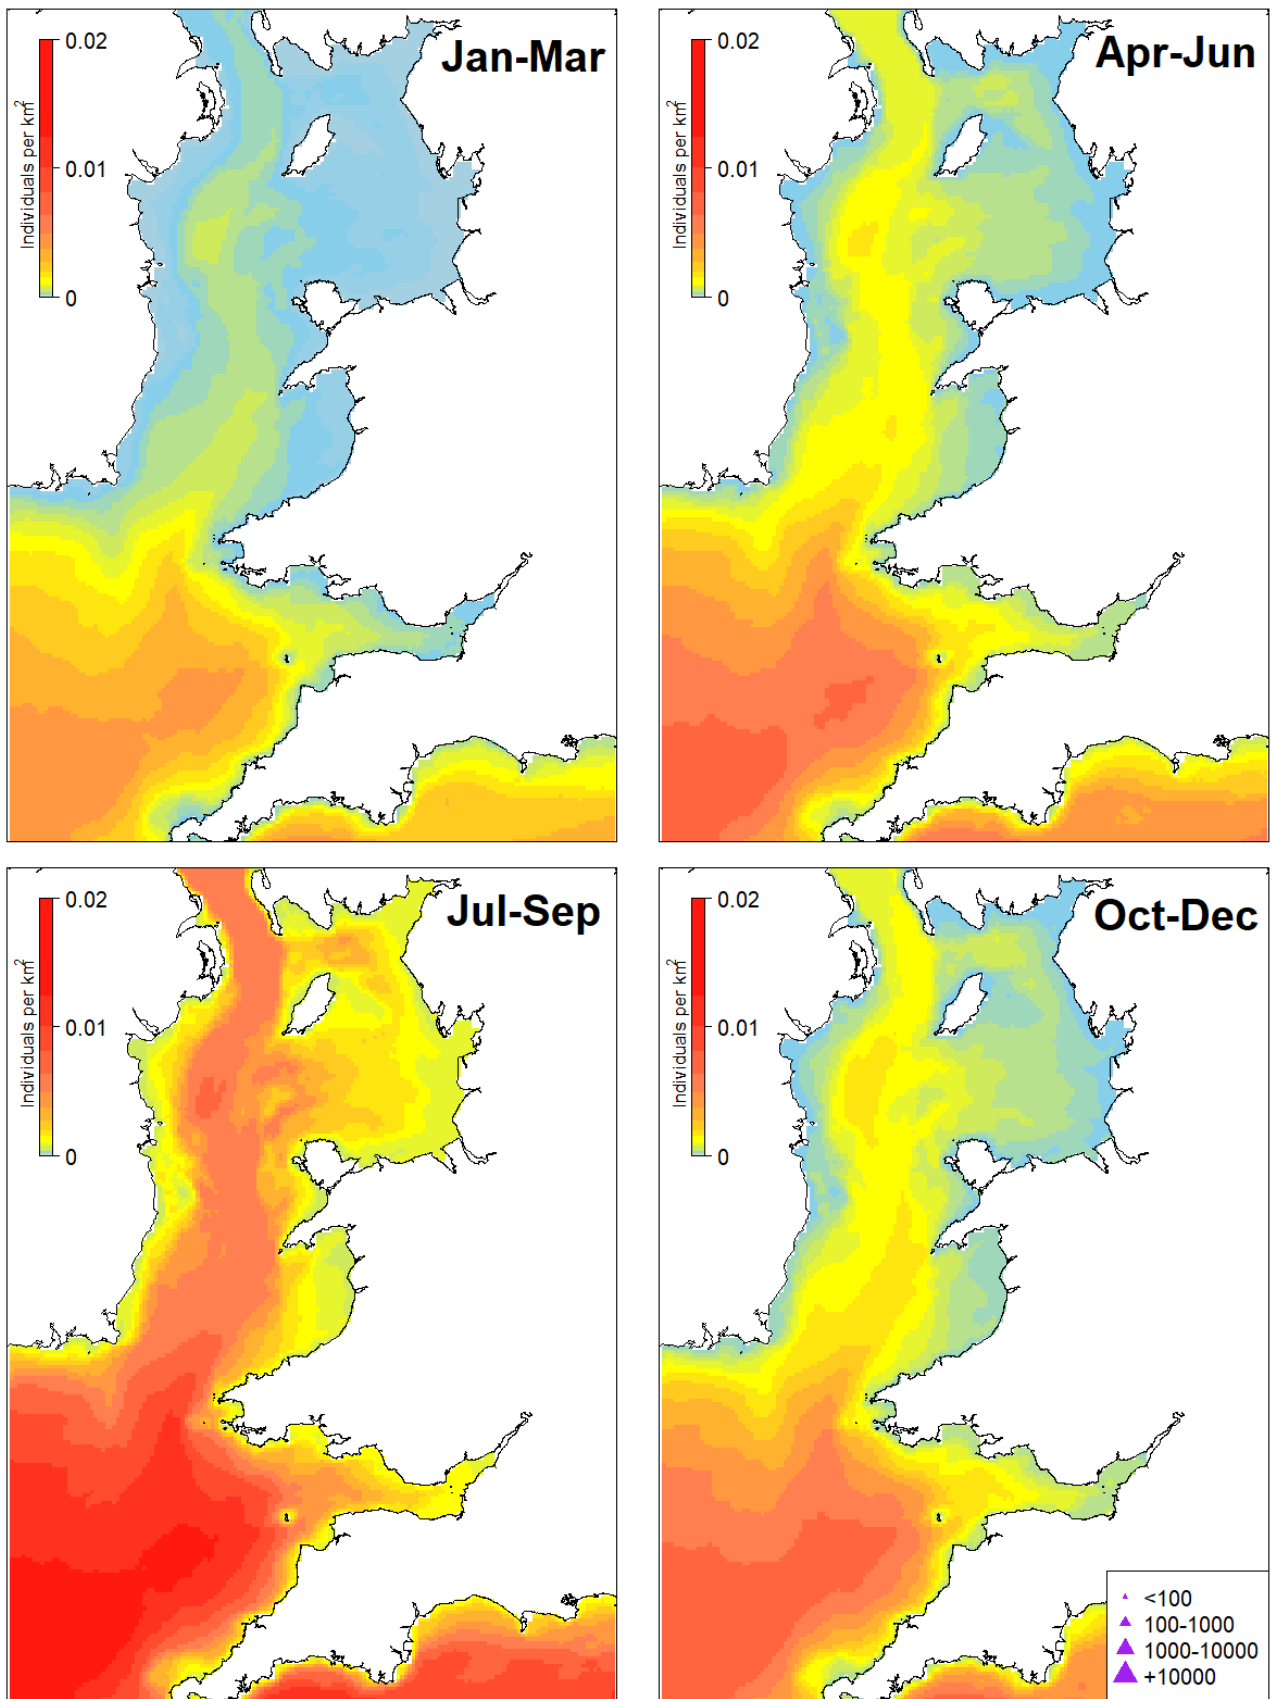 Jan-Mar
0.02
0.01
0
Individuals per km²
Apr-Jun
0.02
0.01
0
Individuals per km²
Jul-Sep
0.02
0.01
0
Individuals per km²
Oct-Dec
0.02
0.01
0
Individuals per km²
<100
100-1000
1000-10000
+10000